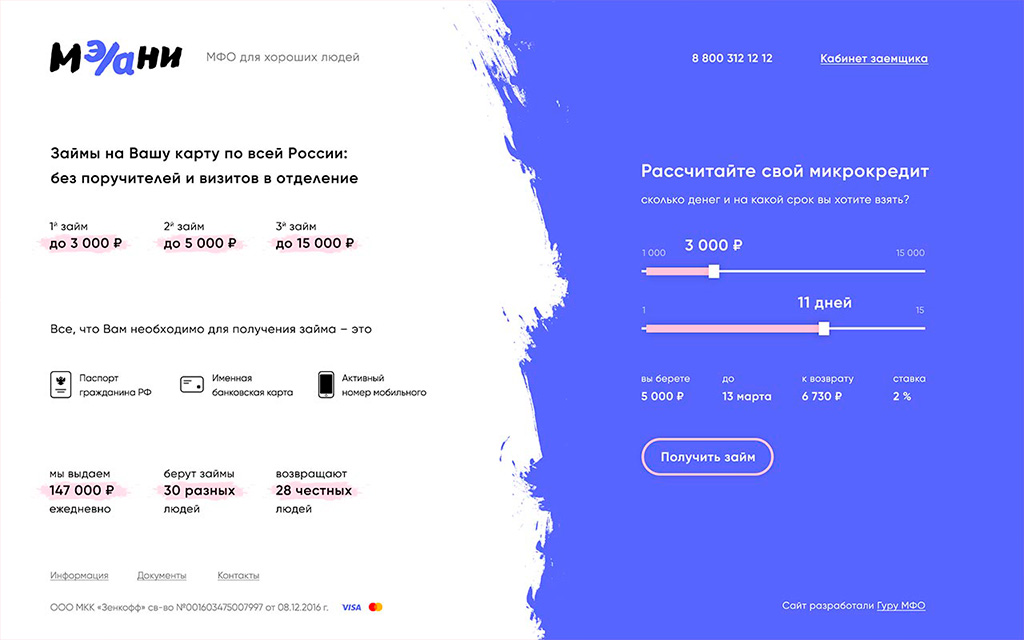 Мэ/ани
МФО для хороших людей
8 800 312 12 12
Кабинет заемщика
Займы на Вашу карту по всей России:
без поручителей и визитов в отделение
1й займ
до 3 000 ₽
2й займ
до 5 000 ₽
3й займ
до 15 000 ₽
Все, что Вам необходимо для получения займа – это
Паспорт
гражданина РФ
Именная
банковская карта
Активный
номер мобильного
мы выдаем
147 000 ₽
ежедневно
берут займы
30 разных
людей
возвращают
28 честных
людей
Информация
Документы
Контакты
ООО МКК «Зенкофф» св-во №001603475007997 от 08.12.2016 г.
VISA
Рассчитайте свой микрокредит
сколько денег и на какой срок вы хотите взять?
1 000
3 000 ₽
15 000
1
11 дней
15
вы берете
5 000 ₽
до
13 марта
к возврату
6 730 ₽
ставка
2 %
Получить займ
Сайт разработали Гуру МФО